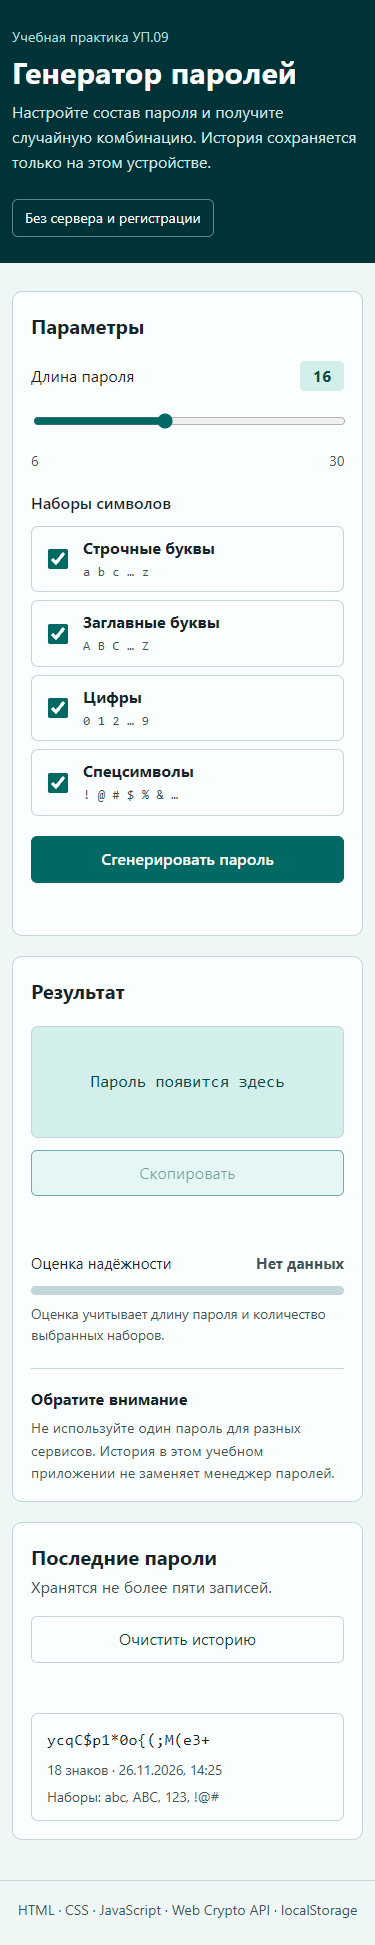 Учебная практика УП.09
Генератор паролей
Настройте состав пароля и получите
случайную комбинацию. История сохраняется
только на этом устройстве.
Без сервера и регистрации
Параметры
Длина пароля 16
6 30
Наборы символов
Строчные буквы
a b c … z
Заглавные буквы
A B C … Z
Цифры
0 1 2 … 9
Спецсимволы
! @ # $ % & …
Сгенерировать пароль
Результат
Пароль появится здесь
Скопировать
Оценка надёжности Нет данных
Оценка учитывает длину пароля и количество
выбранных наборов.
Обратите внимание
Не используйте один пароль для разных
сервисов. История в этом учебном
приложении не заменяет менеджер паролей.
Последние пароли
Хранятся не более пяти записей.
Очистить историю
ycqC$p1*0o{(;M(e3+
18 знаков · 26.11.2026, 14:25
Наборы: abc, ABC, 123, !@#
HTML · CSS · JavaScript · Web Crypto API · localStorage